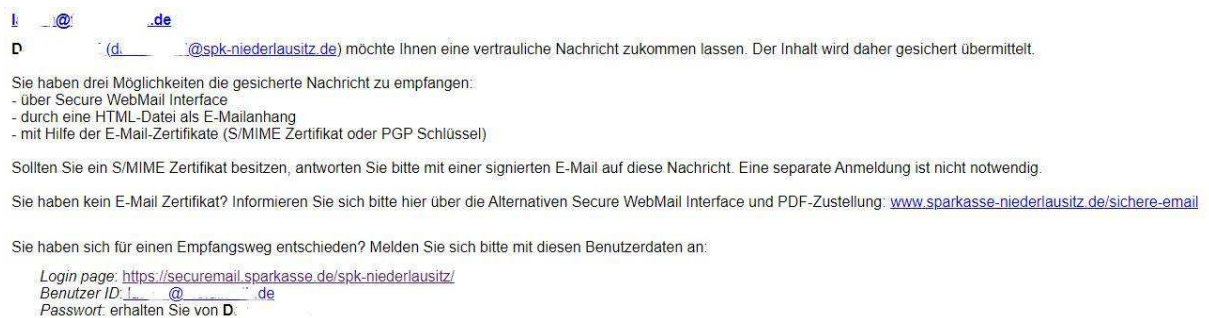 @ .de
D (d @spk-niederlausitz.de) möchte Ihnen eine vertrauliche Nachricht zukommen lassen. Der Inhalt wird daher gesichert übermittelt.
Sie haben drei Möglichkeiten die gesicherte Nachricht zu empfangen:
- über Secure WebMail Interface
- durch eine HTML-Datei als E-Mailanhang
- mit Hilfe der E-Mail-Zertifikate (S/MIME Zertifikat oder PGP Schlüssel)
Sollten Sie ein S/MIME Zertifikat besitzen, antworten Sie bitte mit einer signierten E-Mail auf diese Nachricht. Eine separate Anmeldung ist nicht notwendig.
Sie haben kein E-Mail Zertifikat? Informieren Sie sich bitte hier über die Alternativen Secure WebMail Interface und PDF-Zustellung: www.sparkasse-niederlausitz.de/sichere-email
Sie haben sich für einen Empfangsweg entschieden? Melden Sie sich bitte mit diesen Benutzerdaten an:
Login page: https://securemail.sparkasse.de/spk-niederlausitz/
Benutzer ID: @ .de
Passwort: erhalten Sie von D